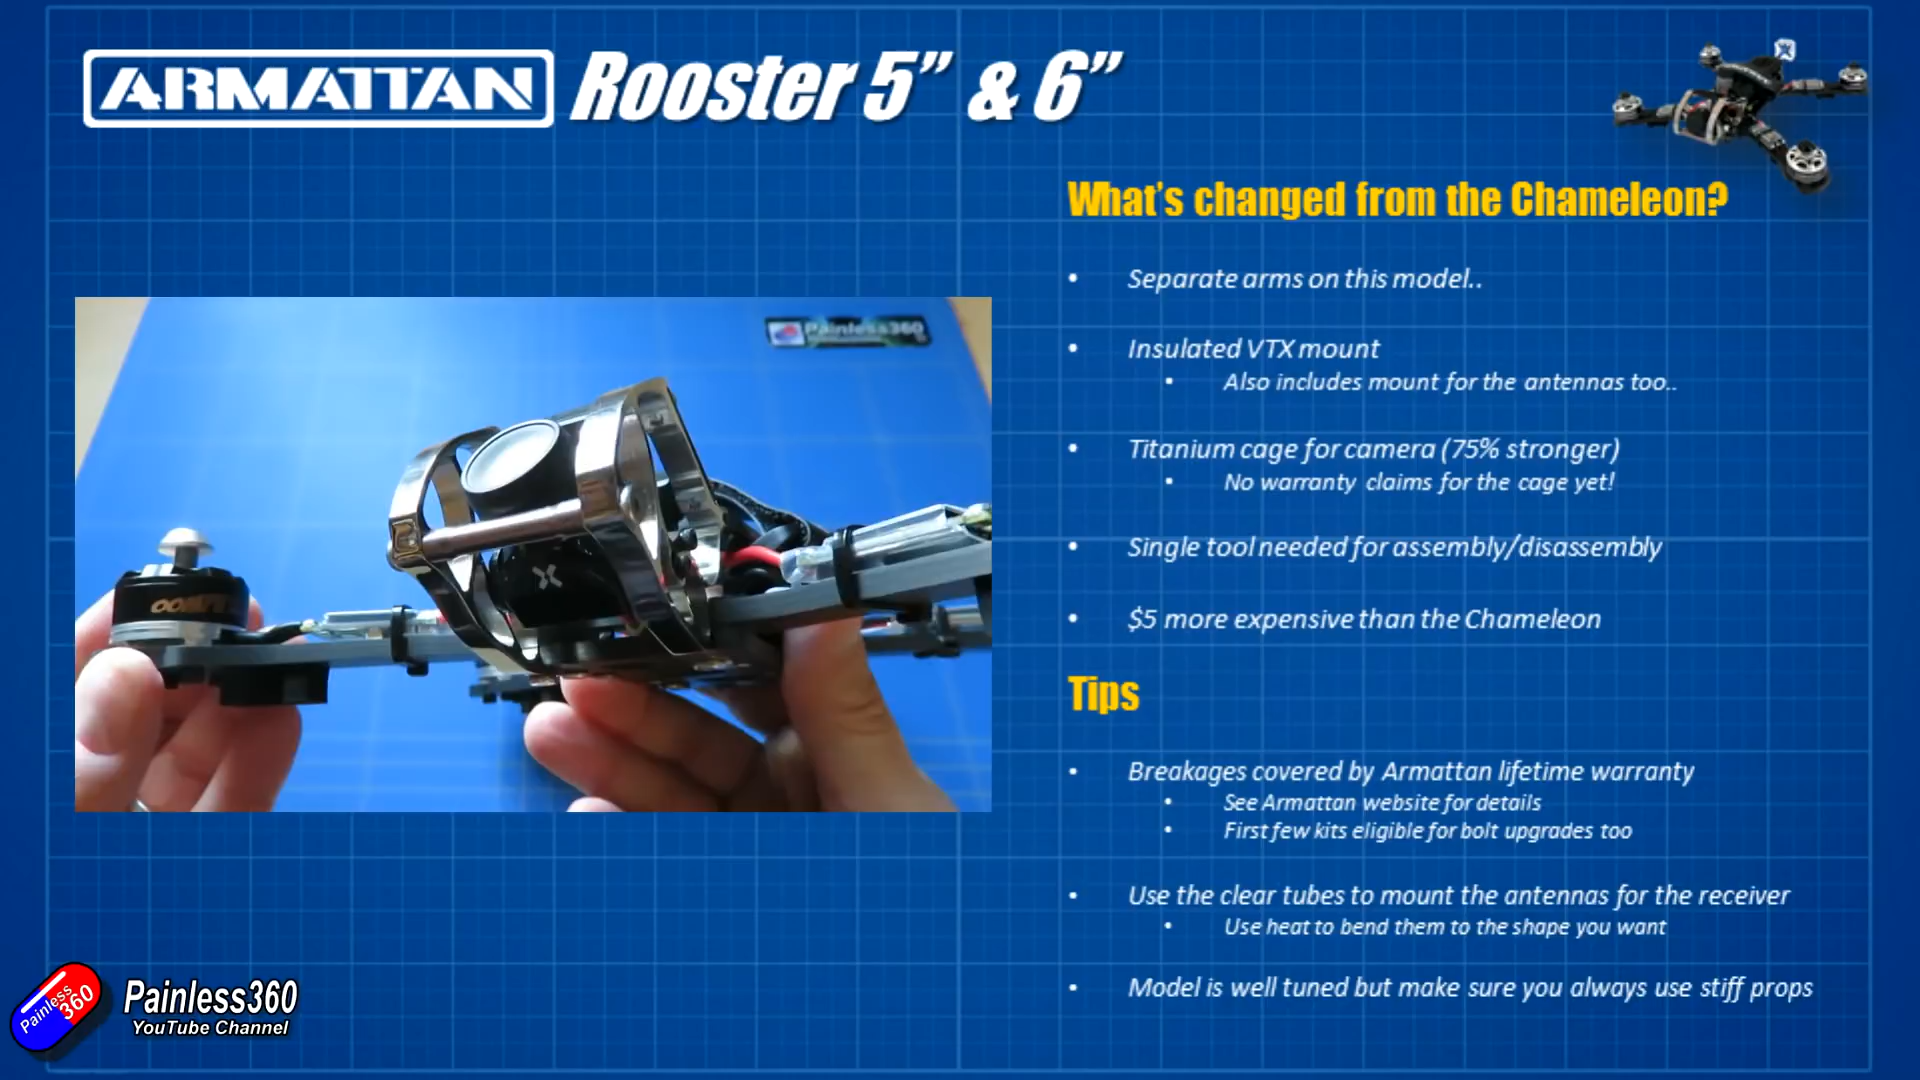 ARMATTAN Rooster 5” & 6”
What's changed from the Chameleon?
• Separate arms on this model..
• Insulated VTX mount
• Also includes mount for the antennas too..
• Titanium cage for camera (75% stronger)
• No warranty claims for the cage yet!
• Single tool needed for assembly/disassembly
• $5 more expensive than the Chameleon
Tips
• Breakages covered by Armattan lifetime warranty
• See Armattan website for details
• First few kits eligible for bolt upgrades too
• Use the clear tubes to mount the antennas for the receiver
• Use heat to bend them to the shape you want
• Model is well tuned but make sure you always use stiff props
Painless360
Painless
360
Painless360
YouTube Channel